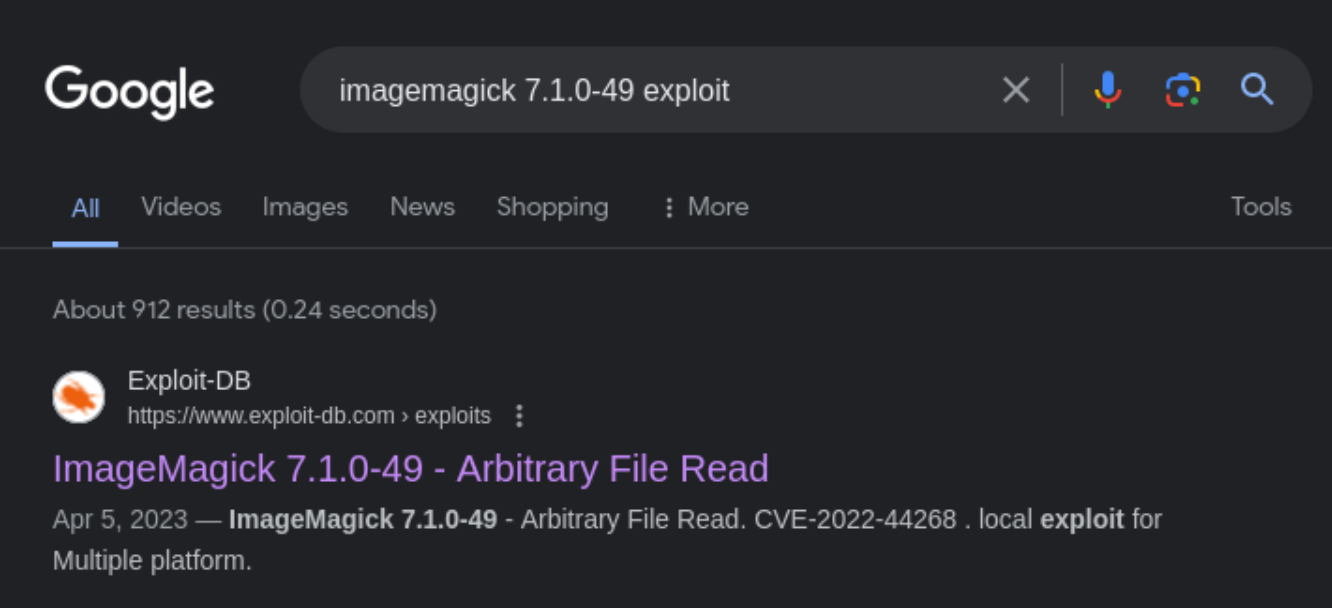 Google
imagemagick 7.1.0-49 exploit
All Videos Images News Shopping More Tools
About 912 results (0.24 seconds)
Exploit-DB
https://www.exploit-db.com › exploits
ImageMagick 7.1.0-49 - Arbitrary File Read
Apr 5, 2023 — ImageMagick 7.1.0-49 - Arbitrary File Read. CVE-2022-44268 . local exploit for
Multiple platform.